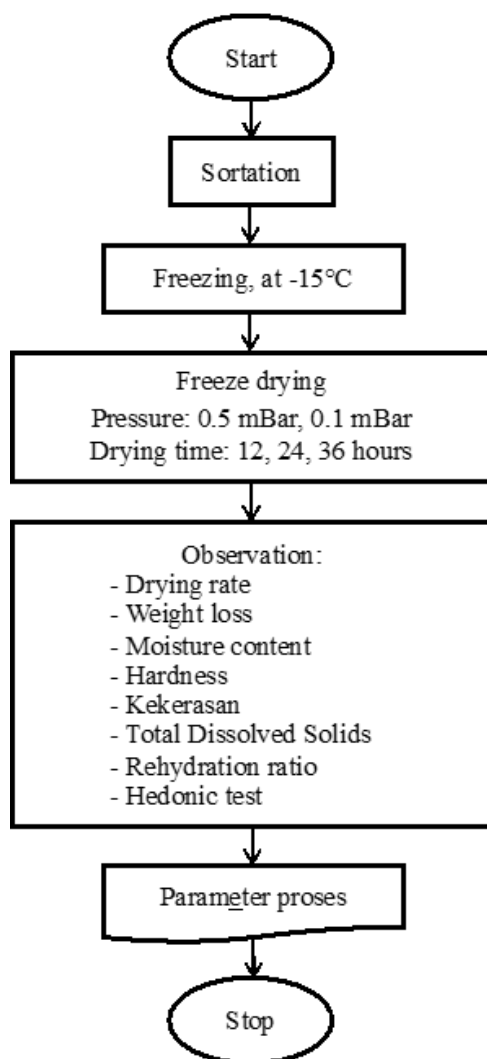 Start
Sortation
Freezing, at -15°C
Freeze drying
Pressure: 0.5 mBar, 0.1 mBar
Drying time: 12, 24, 36 hours
Observation:
- Drying rate
- Weight loss
- Moisture content
- Hardness
- Kekerasan
- Total Dissolved Solids
- Rehydration ratio
- Hedonic test
Parameter proses
Stop